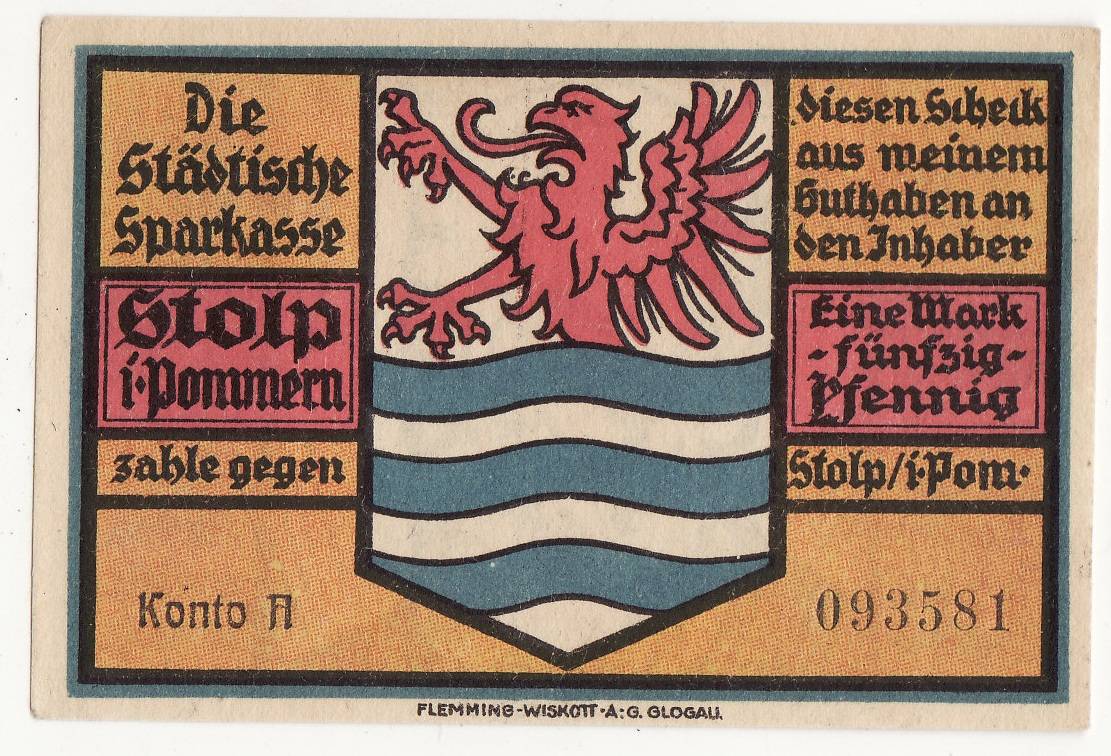 Die
Städtische
Sparkasse
Stolp
i·Pommern
zahle gegen
Konto A
diesen Scheck
aus meinem
Guthaben an
den Inhaber
Eine Mark
-fünfzig-
Pfennig
Stolp/i·Pom·
093581
FLEMMING-WISKOTT·A:G. GLOGAU.